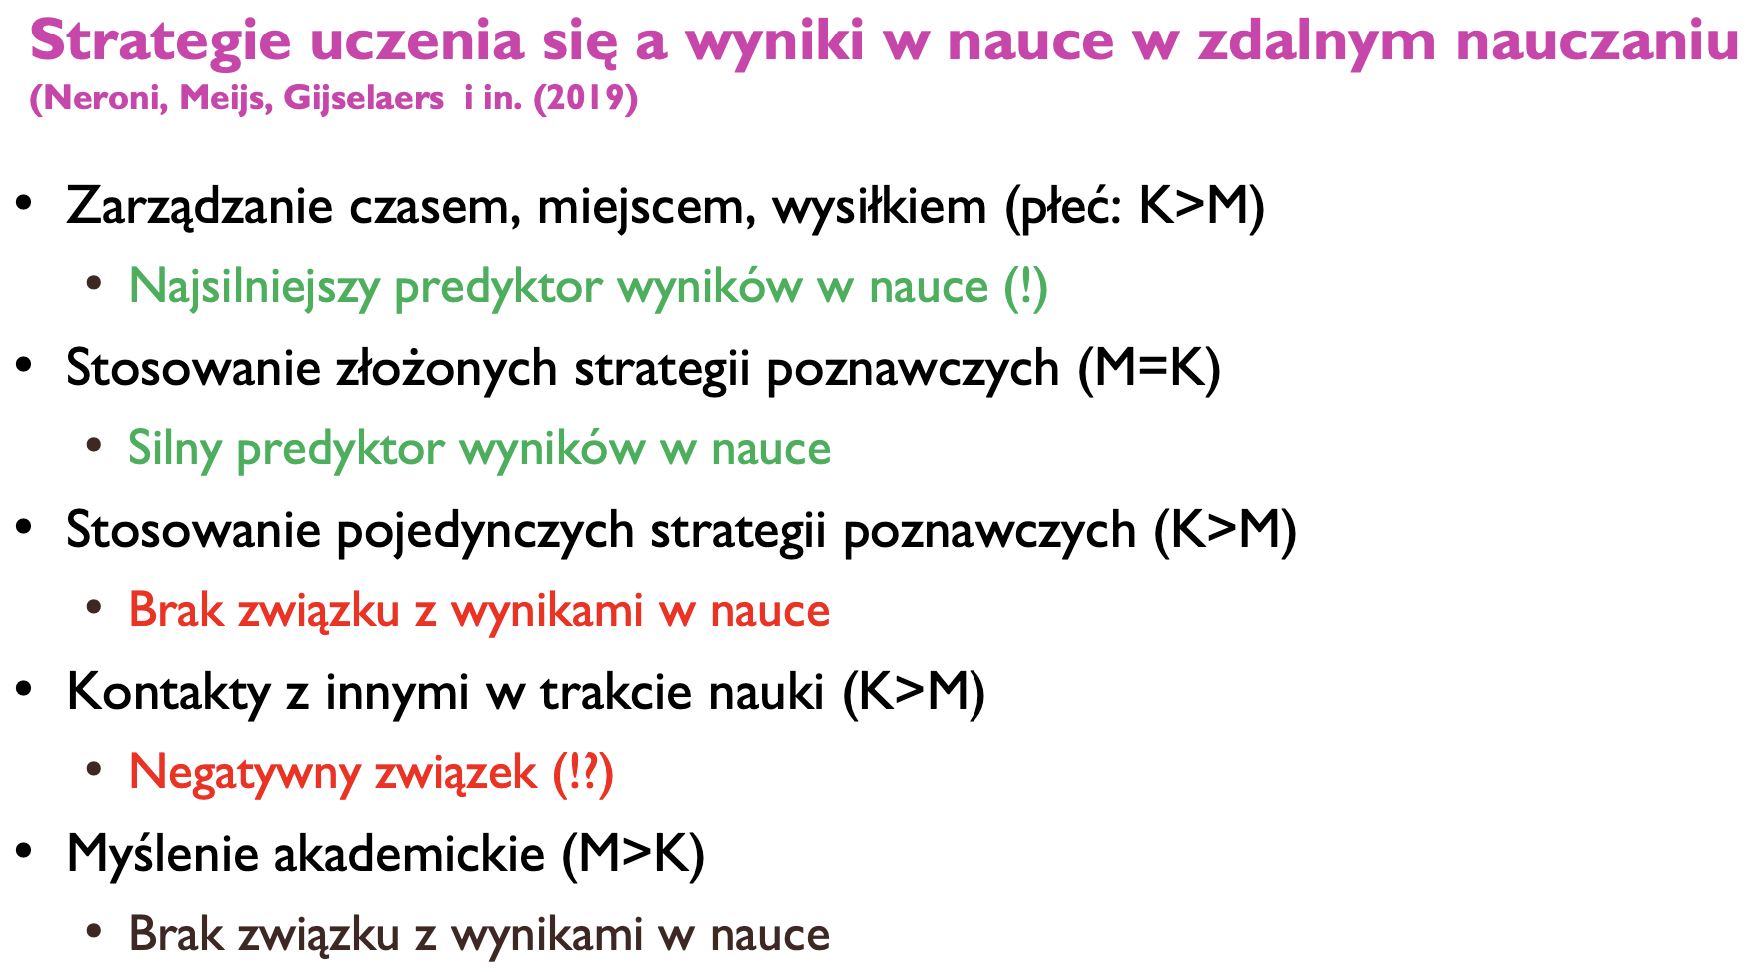 Strategie uczenia się a wyniki w nauce w zdalnym nauczaniu
(Neroni, Meijs, Gijselaers i in. (2019)
• Zarządzanie czasem, miejscem, wysiłkiem (płeć: K>M)
• Najsilniejszy predyktor wyników w nauce (!)
• Stosowanie złożonych strategii poznawczych (M=K)
• Silny predyktor wyników w nauce
• Stosowanie pojedynczych strategii poznawczych (K>M)
• Brak związku z wynikami w nauce
• Kontakty z innymi w trakcie nauki (K>M)
• Negatywny związek (!?)
• Myślenie akademickie (M>K)
• Brak związku z wynikami w nauce